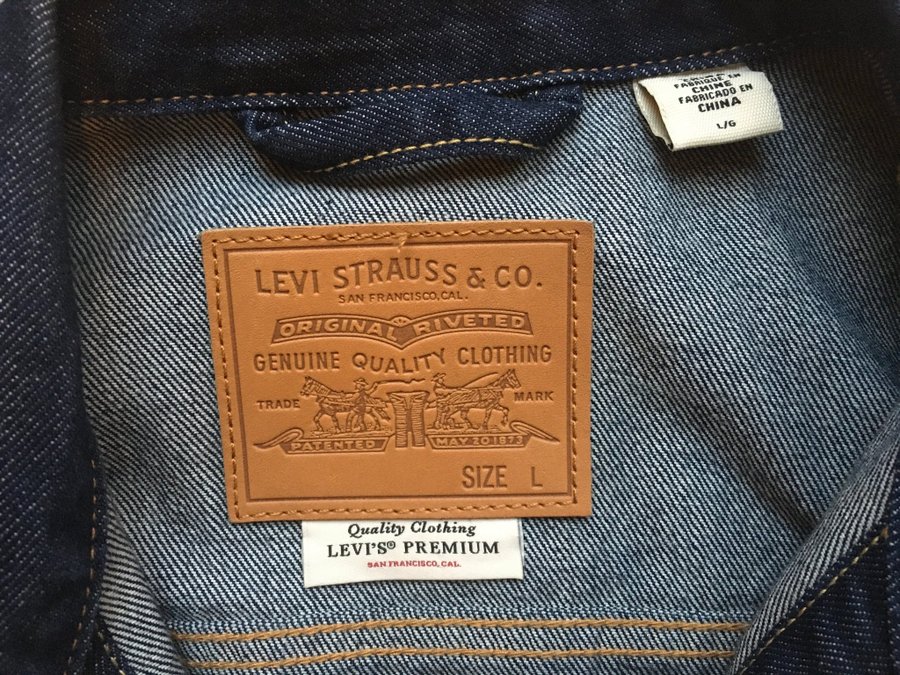 FABRIQUE EN
CHINE
FABRICADO EN
CHINA
L/G
LEVI STRAUSS & CO.
SAN FRANCISCO, CAL.
ORIGINAL RIVETED
GENUINE QUALITY CLOTHING
TRADE MARK
PATENTED MAY 20 1873
SIZE L
Quality Clothing
LEVI'S® PREMIUM
SAN FRANCISCO, CAL.